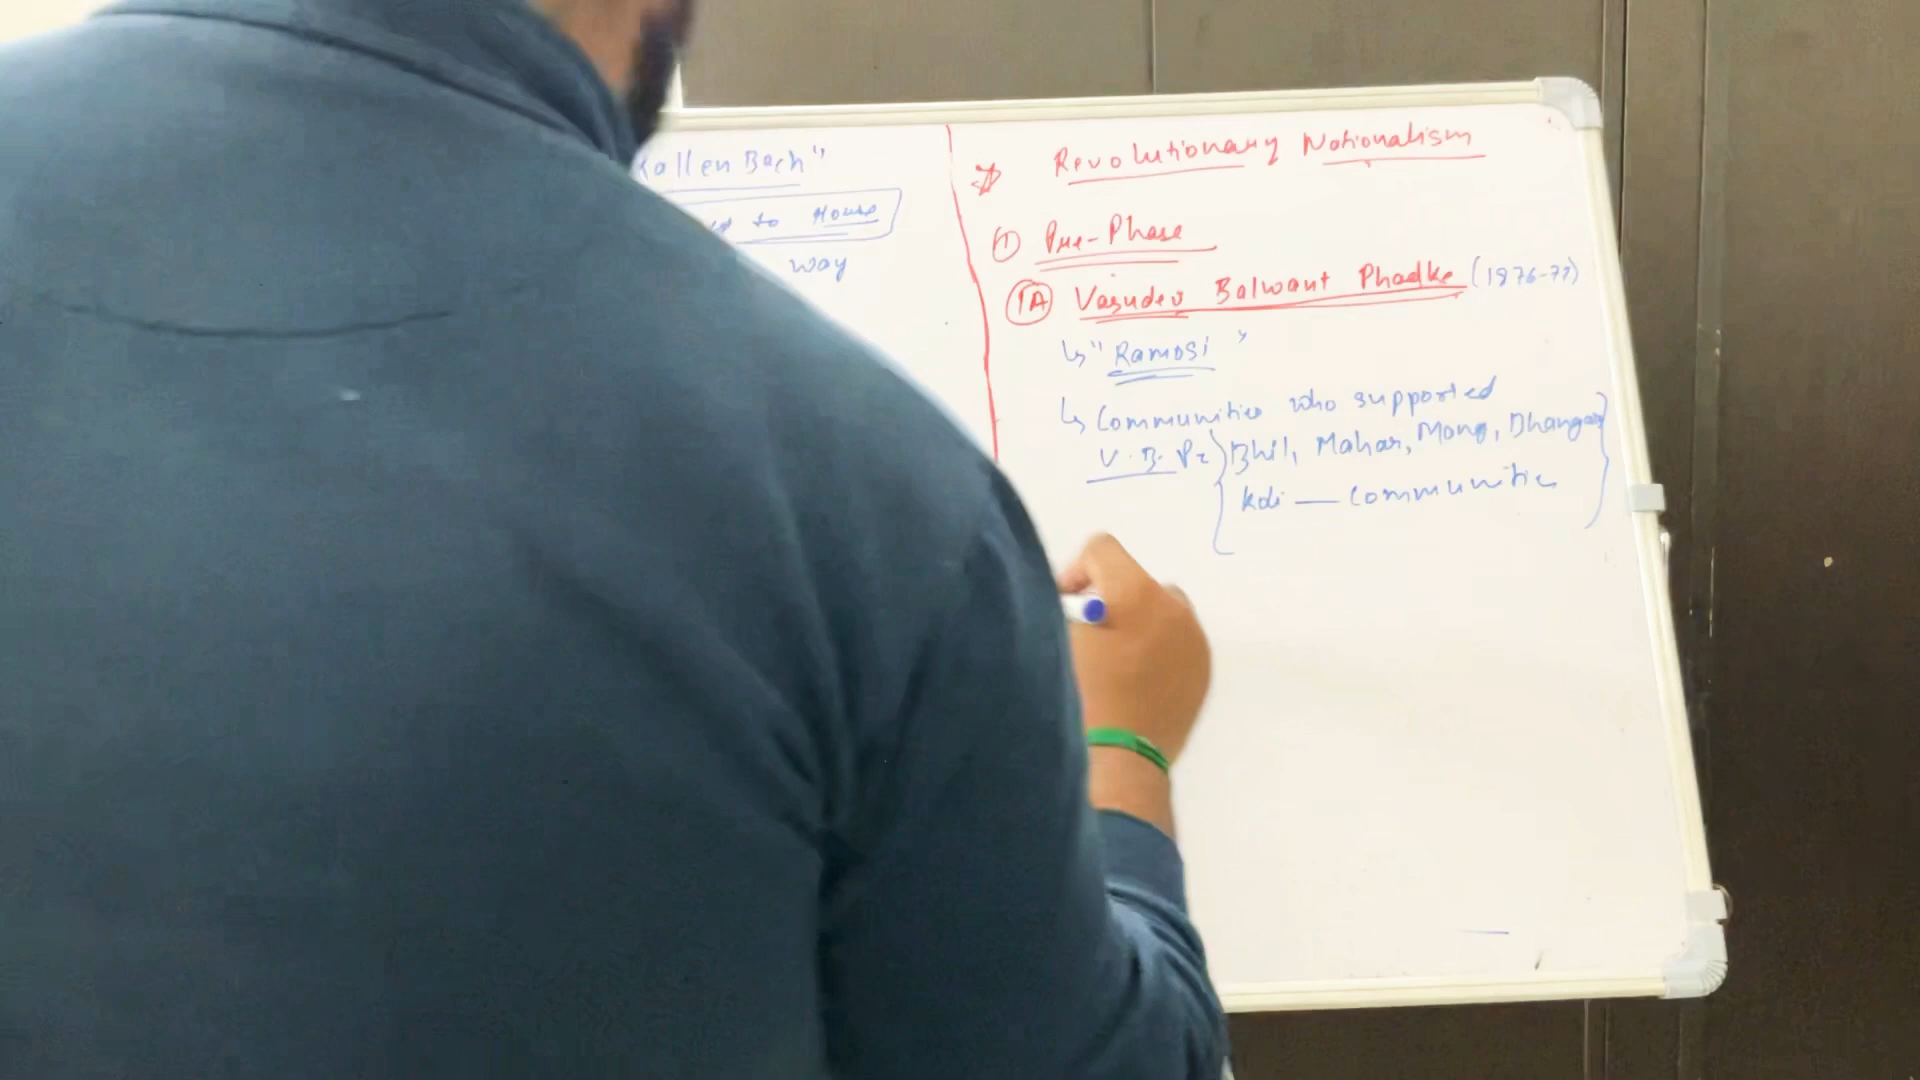 Kallen Bach"
to House
way
Revolutionary Nationalism
① Pre-Phase
1A Vasudev Balwant Phadke (1876-77)
↳ "Ramosi"
↳ Communities who supported
V. B. P. Bhil, Mahar, Mang, Dhangar
Koli — Communities